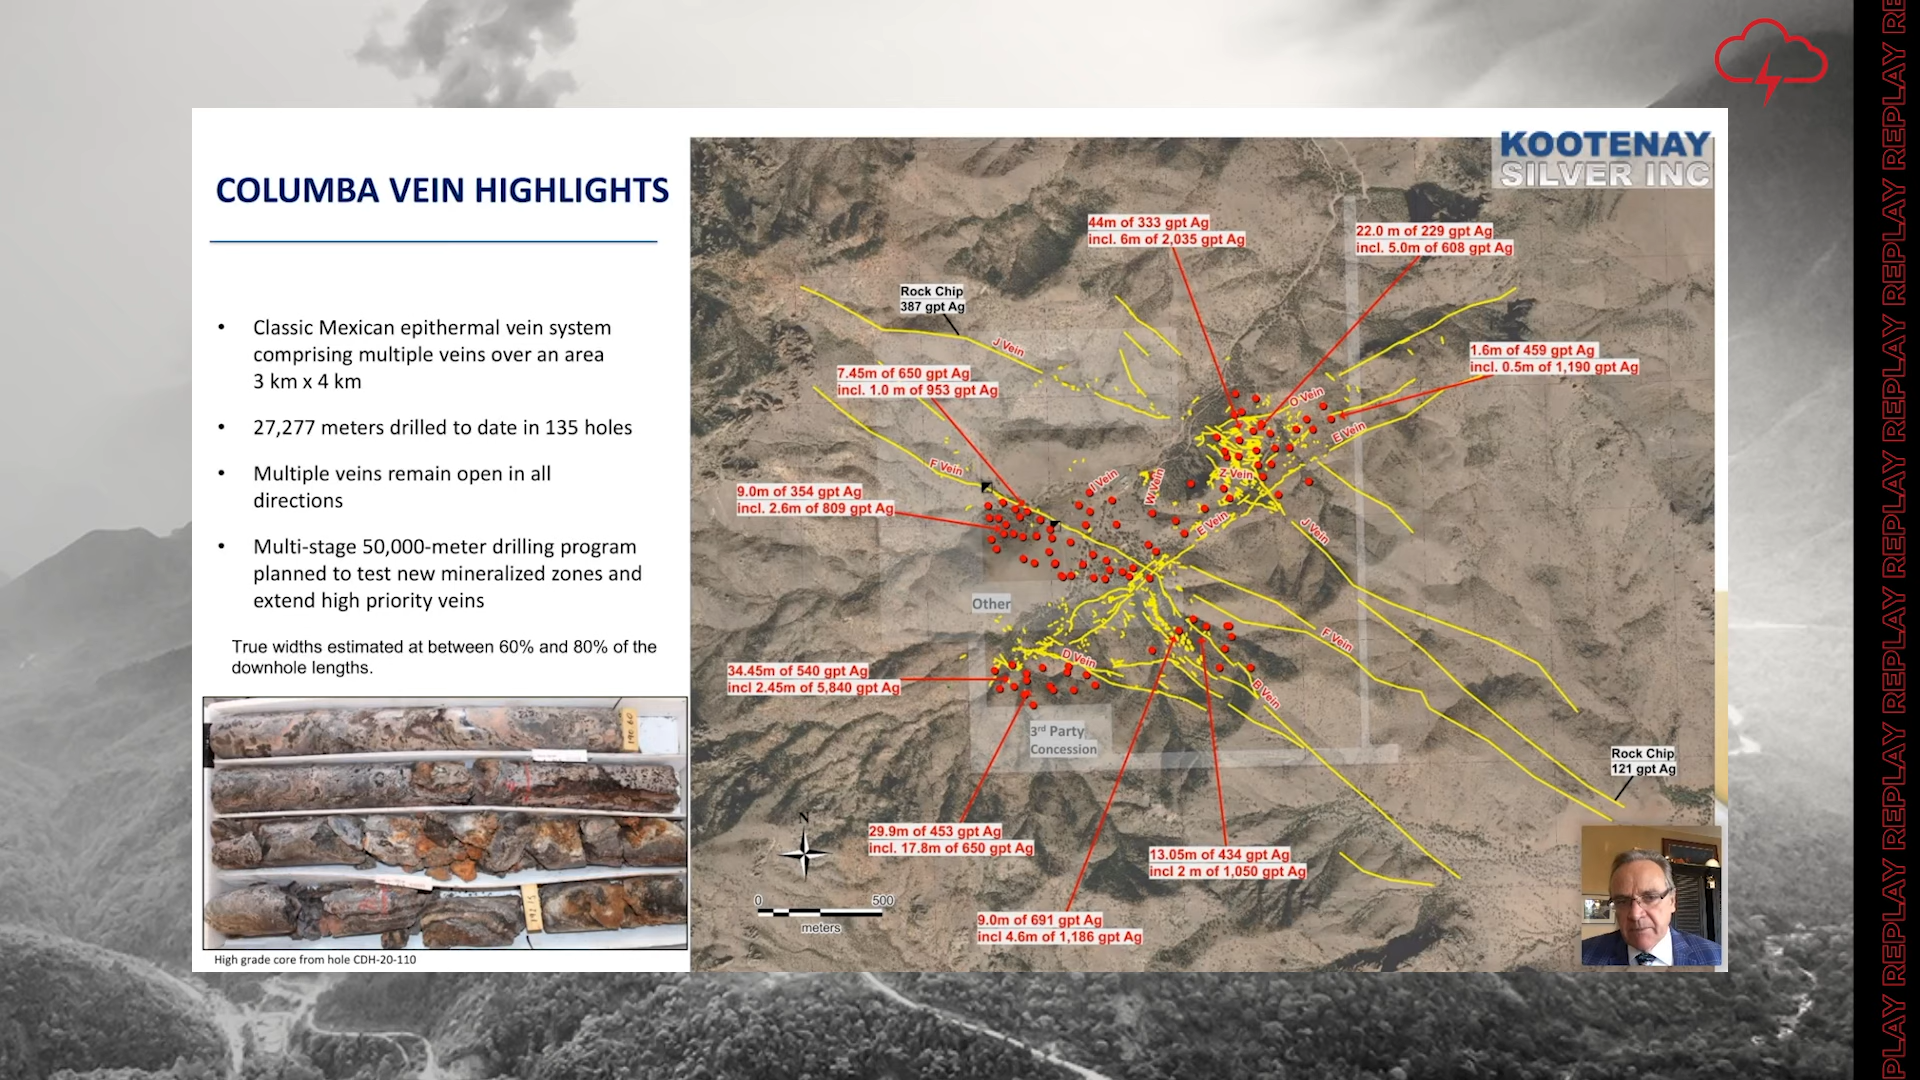 COLUMBA VEIN HIGHLIGHTS
• Classic Mexican epithermal vein system
comprising multiple veins over an area
3 km x 4 km
• 27,277 meters drilled to date in 135 holes
• Multiple veins remain open in all
directions
• Multi-stage 50,000-meter drilling program
planned to test new mineralized zones and
extend high priority veins
True widths estimated at between 60% and 80% of the
downhole lengths.
High grade core from hole CDH-20-110
KOOTENAY
SILVER INC
44m of 333 gpt Ag
incl. 6m of 2,035 gpt Ag
22.0 m of 229 gpt Ag
incl. 5.0m of 608 gpt Ag
Rock Chip
387 gpt Ag
J Vein
1.6m of 459 gpt Ag
incl. 0.5m of 1,190 gpt Ag
7.45m of 650 gpt Ag
incl. 1.0 m of 953 gpt Ag
O Vein
E Vein
F Vein
I Vein
W Vein
Z Vein
9.0m of 354 gpt Ag
incl. 2.6m of 809 gpt Ag
E Vein
J Vein
Other
F Vein
D Vein
B Vein
34.45m of 540 gpt Ag
incl 2.45m of 5,840 gpt Ag
3rd Party
Concession
Rock Chip
121 gpt Ag
N
29.9m of 453 gpt Ag
incl. 17.8m of 650 gpt Ag
13.05m of 434 gpt Ag
incl 2 m of 1,050 gpt Ag
0 500
meters
9.0m of 691 gpt Ag
incl 4.6m of 1,186 gpt Ag
REPLAY REPLAY REPLAY REPLAY REPLAY REPLAY REPLAY REPLAY